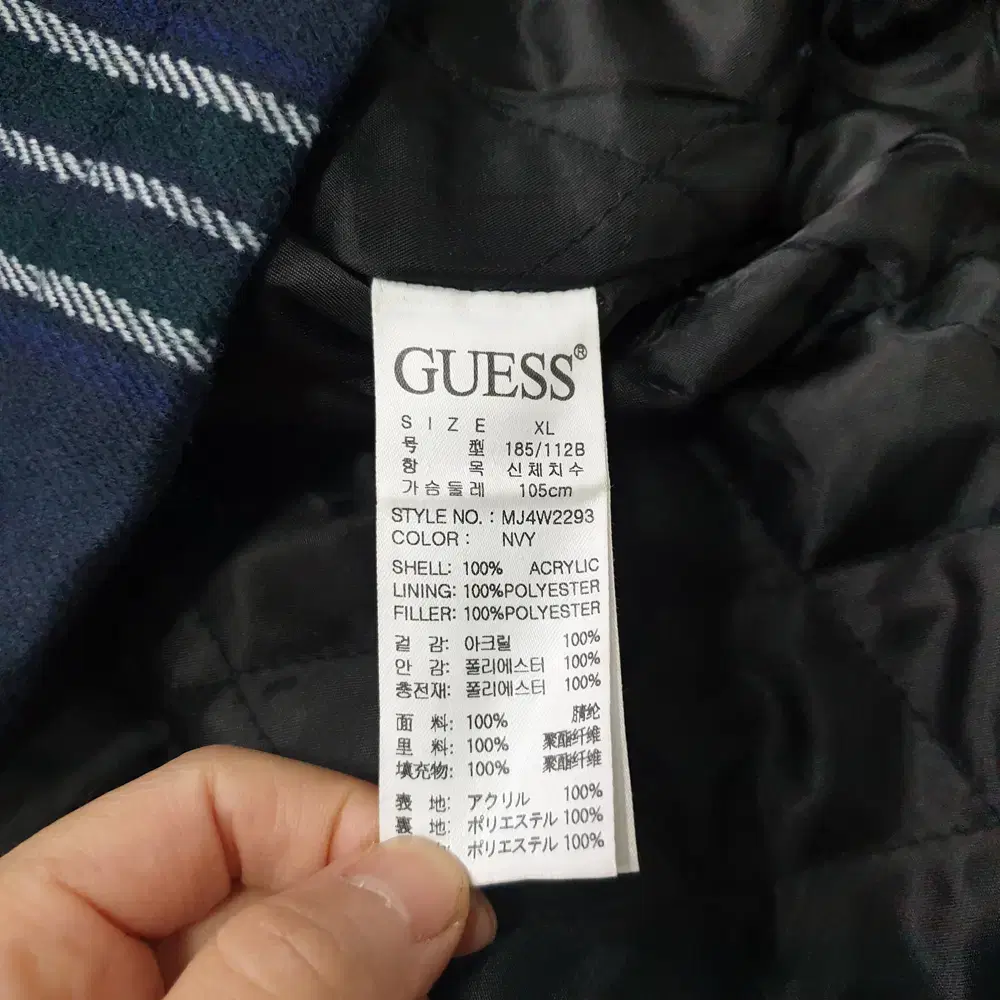 GUESS®
SIZE XL
号 型 185/112B
항 목 신체치수
가슴둘레 105cm
STYLE NO. : MJ4W2293
COLOR : NVY
SHELL: 100% ACRYLIC
LINING: 100%POLYESTER
FILLER: 100%POLYESTER
겉 감: 아크릴 100%
안 감: 폴리에스터 100%
충전재: 폴리에스터 100%
面 料: 100% 腈纶
里 料: 100% 聚酯纤维
填充物: 100% 聚酯纤维
表 地: アクリル 100%
裏 地: ポリエステル 100%
ポリエステル 100%